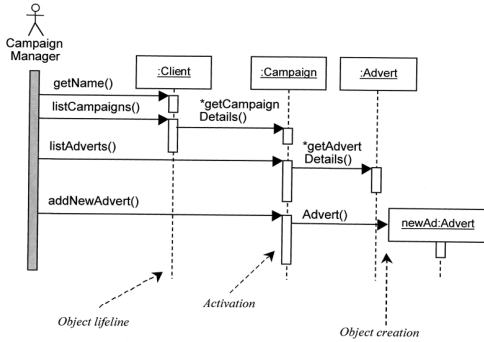 Campaign
Manager
:Client
:Campaign
:Advert
getName()
listCampaigns()
*getCampaign
Details()
listAdverts()
*getAdvert
Details()
addNewAdvert()
Advert()
newAd:Advert
Object lifeline
Activation
Object creation